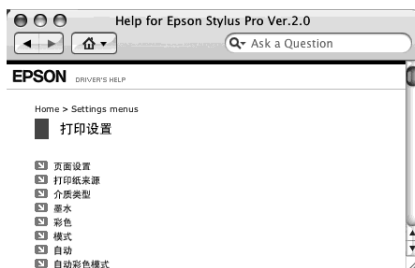 Help for Epson Stylus Pro Ver.2.0
Ask a Question
EPSON DRIVER'S HELP
Home > Settings menus
打印设置
页面设置
打印纸来源
介质类型
墨水
彩色
模式
自动
自动彩色模式